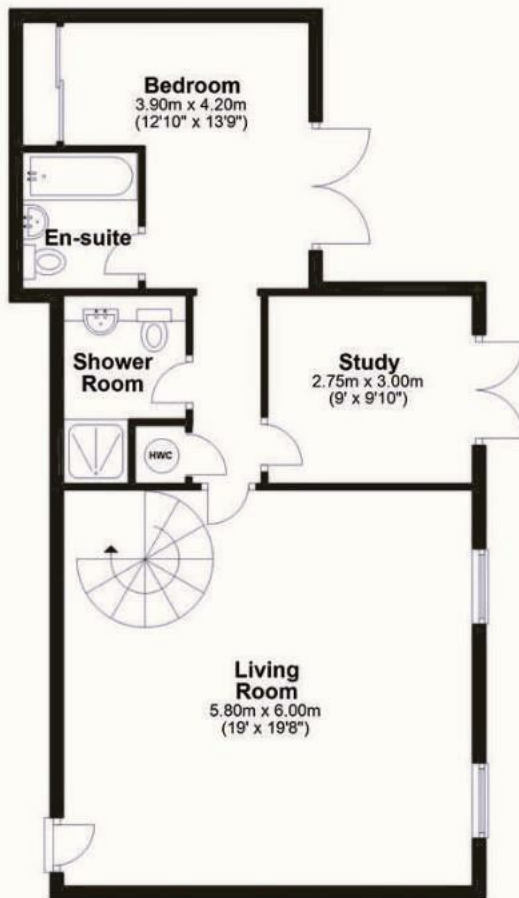 Bedroom
3.90m x 4.20m
(12'10" x 13'9")
En-suite
Shower
Room
Study
2.75m x 3.00m
(9' x 9'10")
HWC
Living
Room
5.80m x 6.00m
(19' x 19'8")